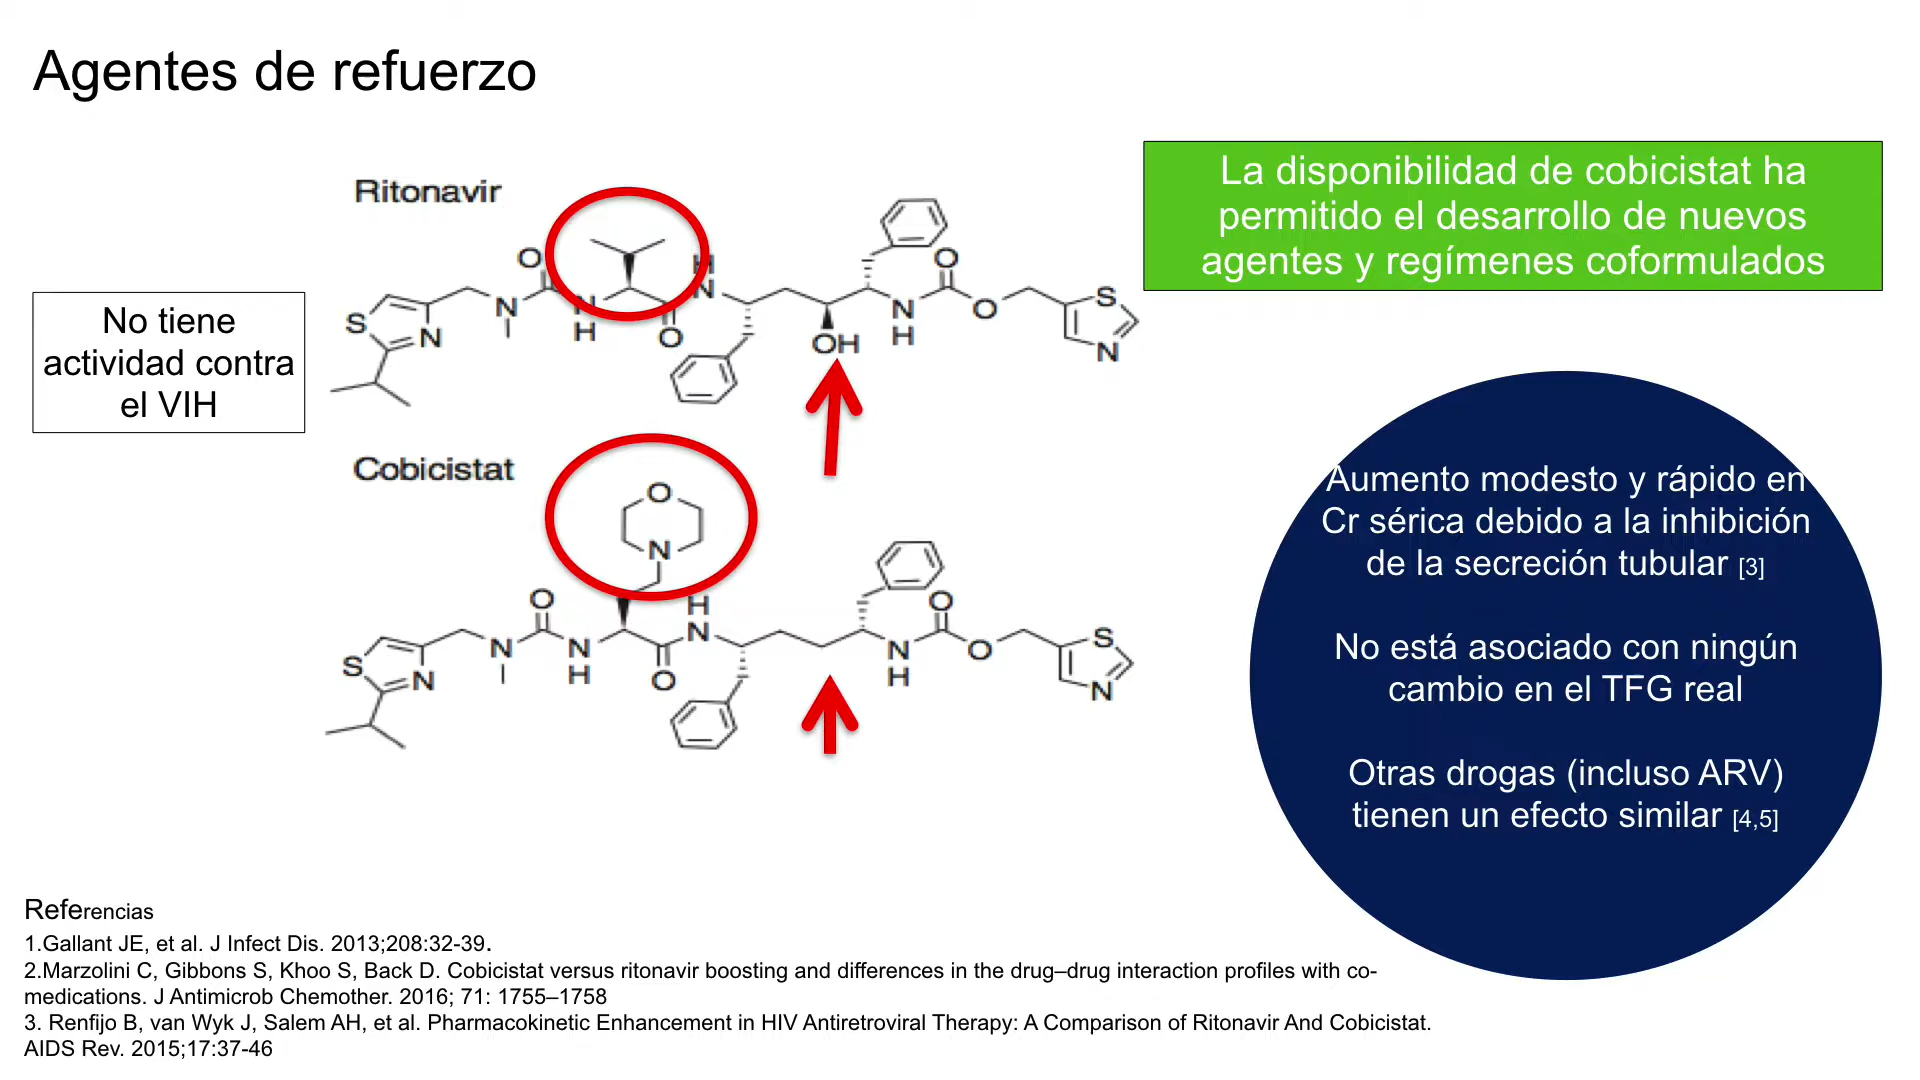 Agentes de refuerzo
La disponibilidad de cobicistat ha
permitido el desarrollo de nuevos
agentes y regímenes coformulados
Ritonavir
O
H
N
N
H
O
S
N
OH
N
H
O
O
S
N
No tiene
actividad contra
el VIH
Cobicistat
O
N
O
H
N
N
N
H
O
S
N
N
H
O
O
S
N
Aumento modesto y rápido en
Cr sérica debido a la inhibición
de la secreción tubular [3]
No está asociado con ningún
cambio en el TFG real
Otras drogas (incluso ARV)
tienen un efecto similar [4,5]
Referencias
1.Gallant JE, et al. J Infect Dis. 2013;208:32-39.
2.Marzolini C, Gibbons S, Khoo S, Back D. Cobicistat versus ritonavir boosting and differences in the drug–drug interaction profiles with co-
medications. J Antimicrob Chemother. 2016; 71: 1755–1758
3. Renfijo B, van Wyk J, Salem AH, et al. Pharmacokinetic Enhancement in HIV Antiretroviral Therapy: A Comparison of Ritonavir And Cobicistat.
AIDS Rev. 2015;17:37-46